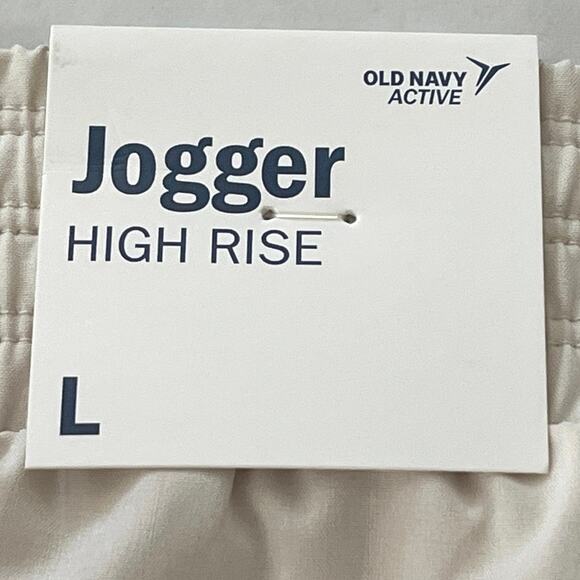 OLD NAVY
ACTIVE
Jogger
HIGH RISE
L